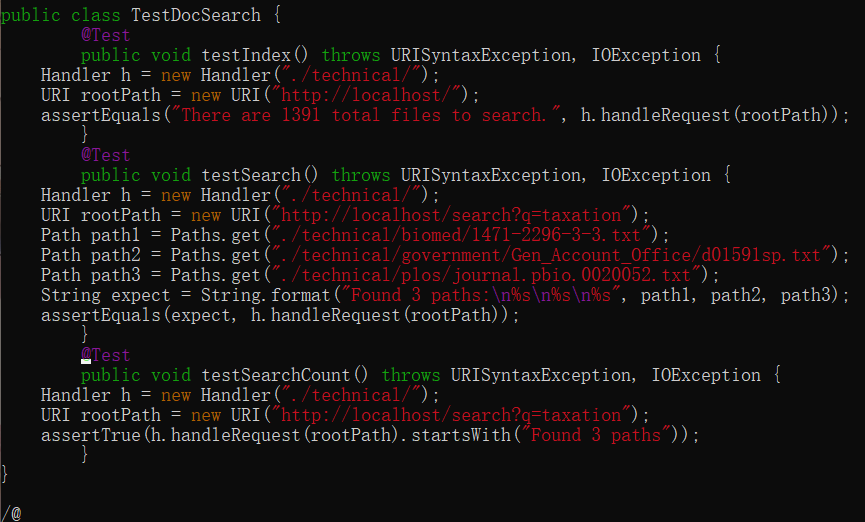 public class TestDocSearch {
        @Test
        public void testIndex() throws URISyntaxException, IOException {
    Handler h = new Handler("./technical/");
    URI rootPath = new URI("http://localhost/");
    assertEquals("There are 1391 total files to search.", h.handleRequest(rootPath));
        }
        @Test
        public void testSearch() throws URISyntaxException, IOException {
    Handler h = new Handler("./technical/");
    URI rootPath = new URI("http://localhost/search?q=taxation");
    Path path1 = Paths.get("./technical/biomed/1471-2296-3-3.txt");
    Path path2 = Paths.get("./technical/government/Gen_Account_Office/d01591sp.txt");
    Path path3 = Paths.get("./technical/plos/journal.pbio.0020052.txt");
    String expect = String.format("Found 3 paths:\n%s\n%s\n%s", path1, path2, path3);
    assertEquals(expect, h.handleRequest(rootPath));
        }
        @Test
        public void testSearchCount() throws URISyntaxException, IOException {
    Handler h = new Handler("./technical/");
    URI rootPath = new URI("http://localhost/search?q=taxation");
    assertTrue(h.handleRequest(rootPath).startsWith("Found 3 paths"));
        }
}

/@